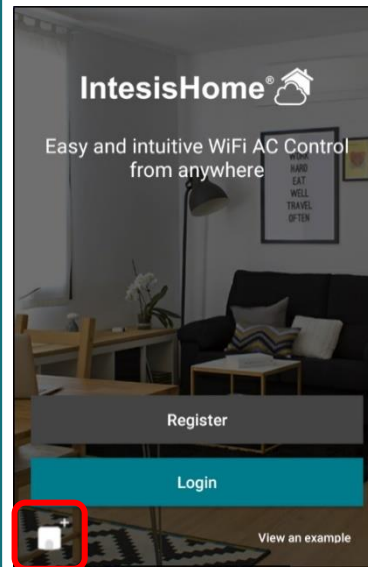 IntesisHome®
Easy and intuitive WiFi AC Control
from anywhere
WORK
HARD
EAT
WELL
TRAVEL
OFTEN
Register
Login
View an example